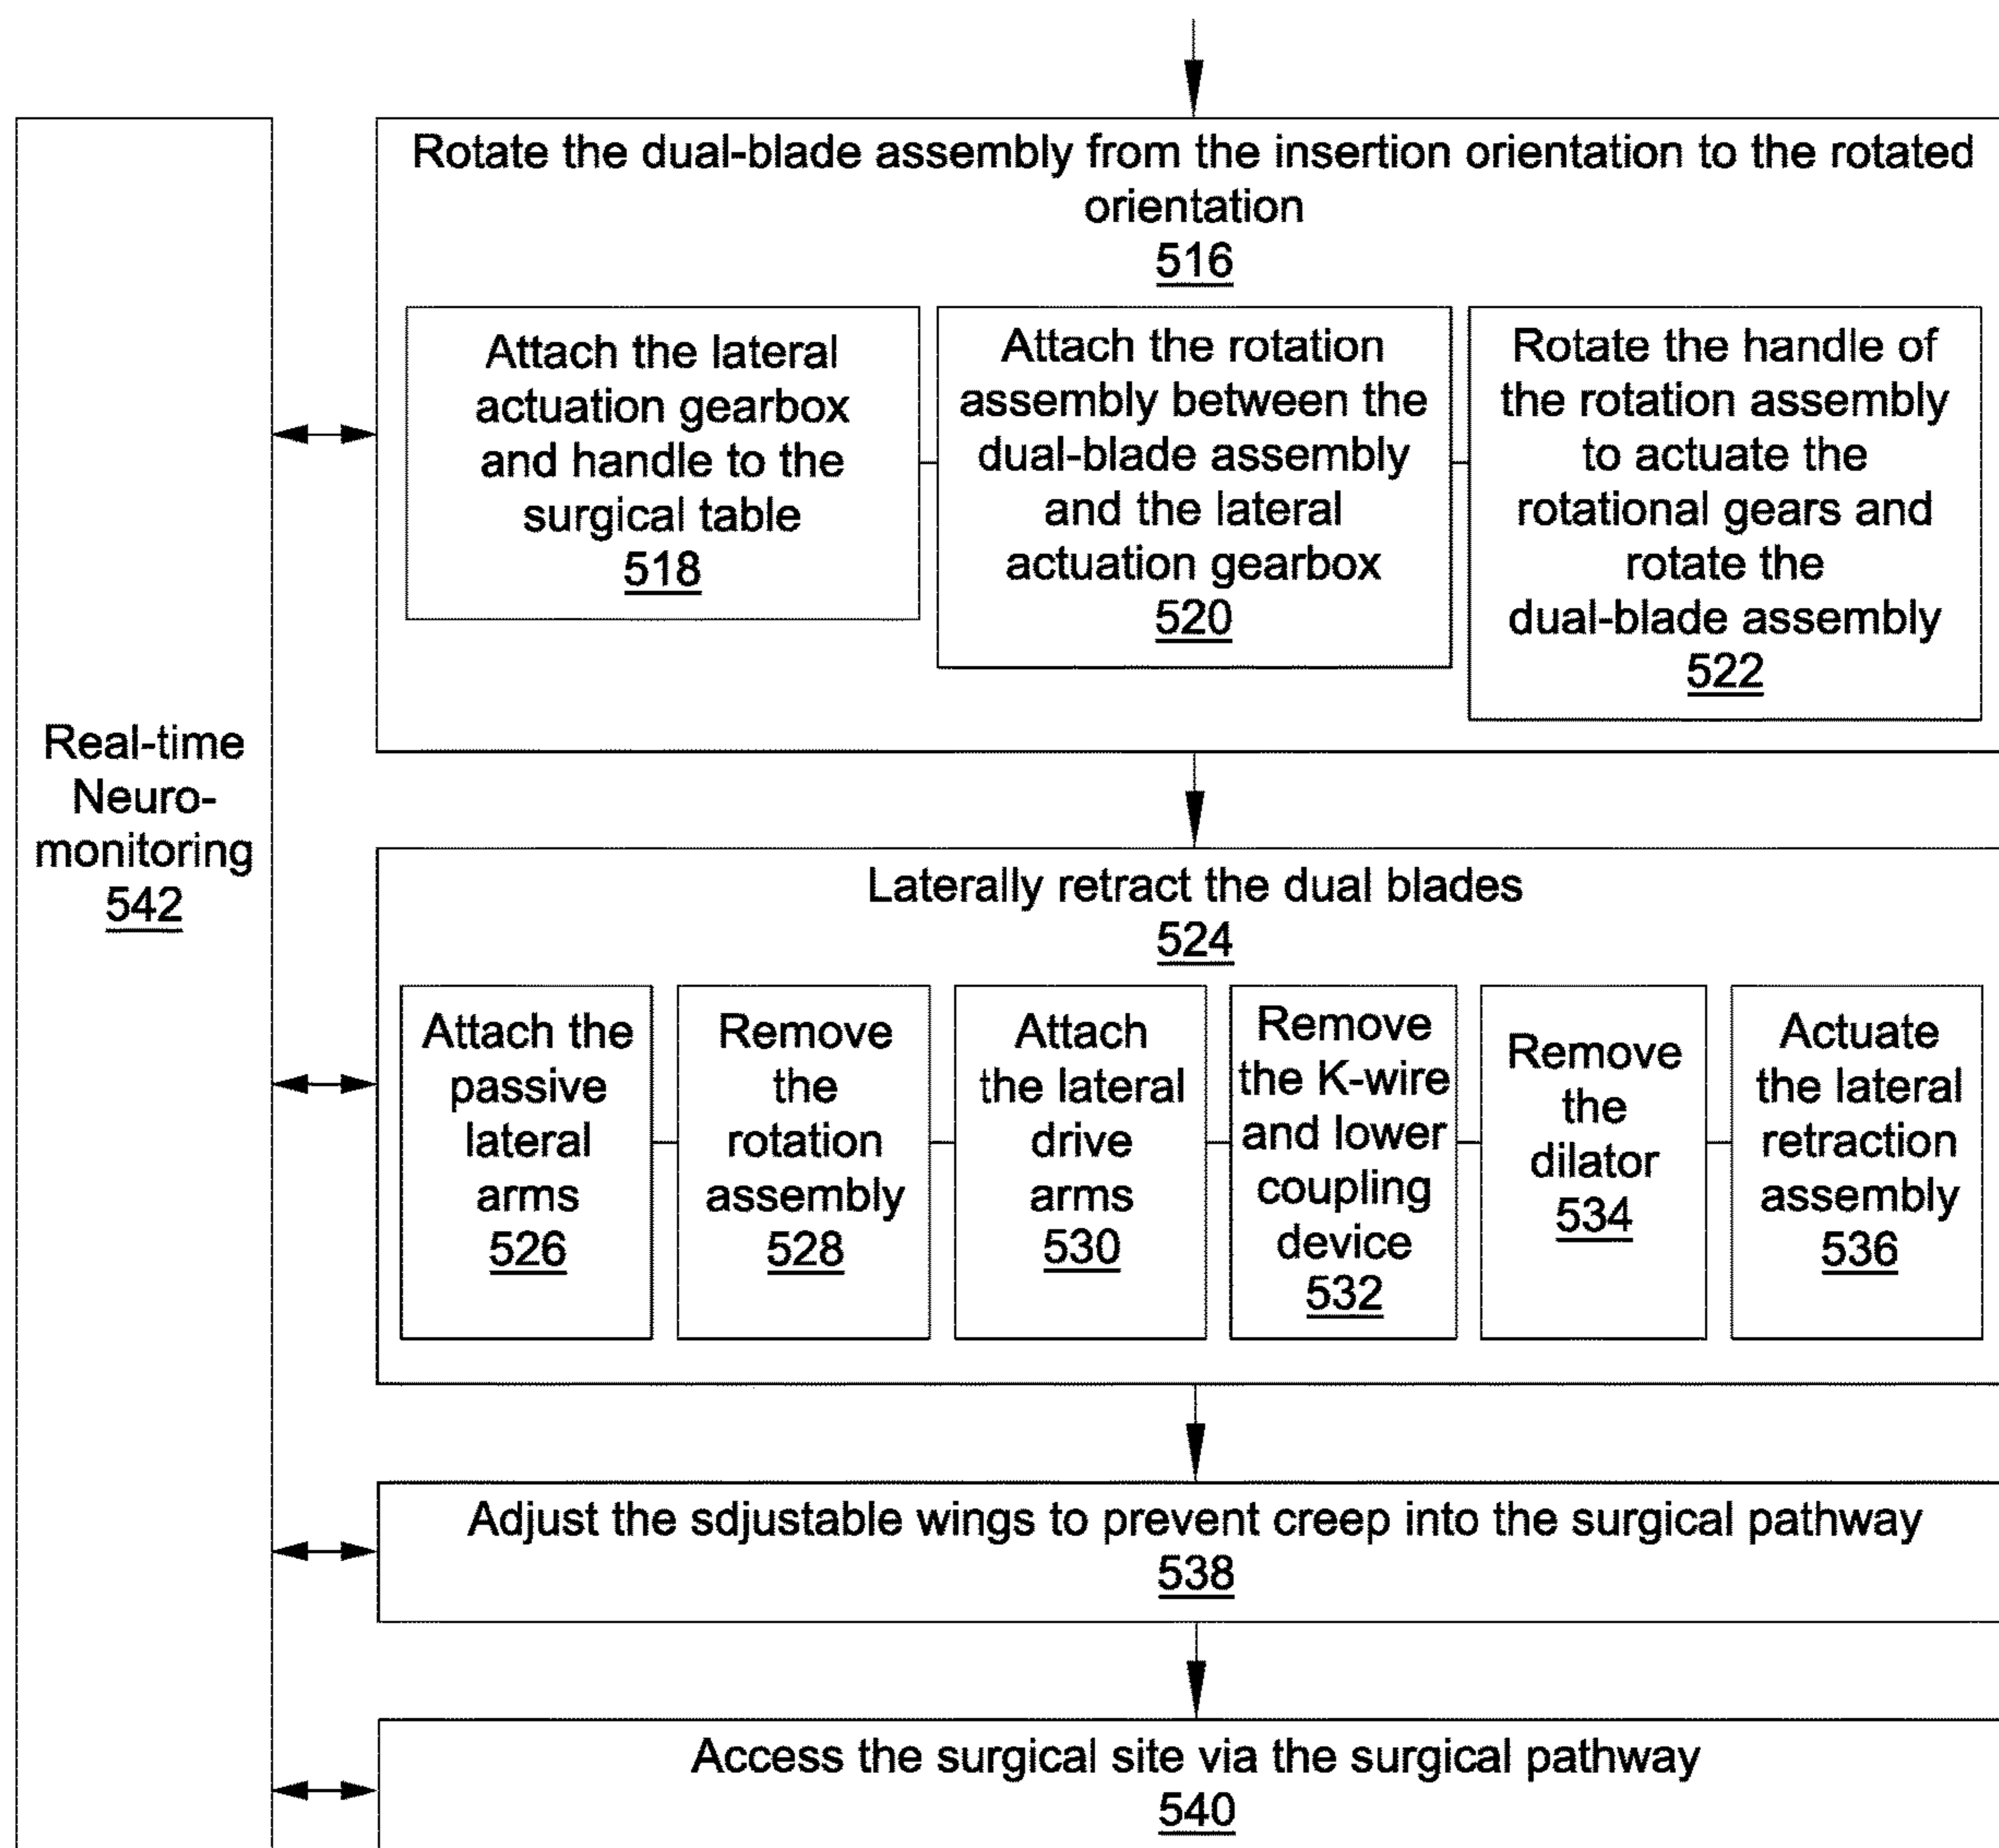 Rotate the dual-blade assembly from the insertion orientation to the rotated
orientation
516
Attach the lateral
actuation gearbox
and handle to the
surgical table
518
Attach the rotation
assembly between the
dual-blade assembly
and the lateral
actuation gearbox
520
Rotate the handle of
the rotation assembly
to actuate the
rotational gears and
rotate the
dual-blade assembly
522
Real-time
Neuro-
monitoring
542
Laterally retract the dual blades
524
Attach the
passive
lateral
arms
526
Remove
the
rotation
assembly
528
Attach
the lateral
drive
arms
530
Remove
the K-wire
and lower
coupling
device
532
Remove
the
dilator
534
Actuate
the lateral
retraction
assembly
536
Adjust the sdjustable wings to prevent creep into the surgical pathway
538
Access the surgical site via the surgical pathway
540